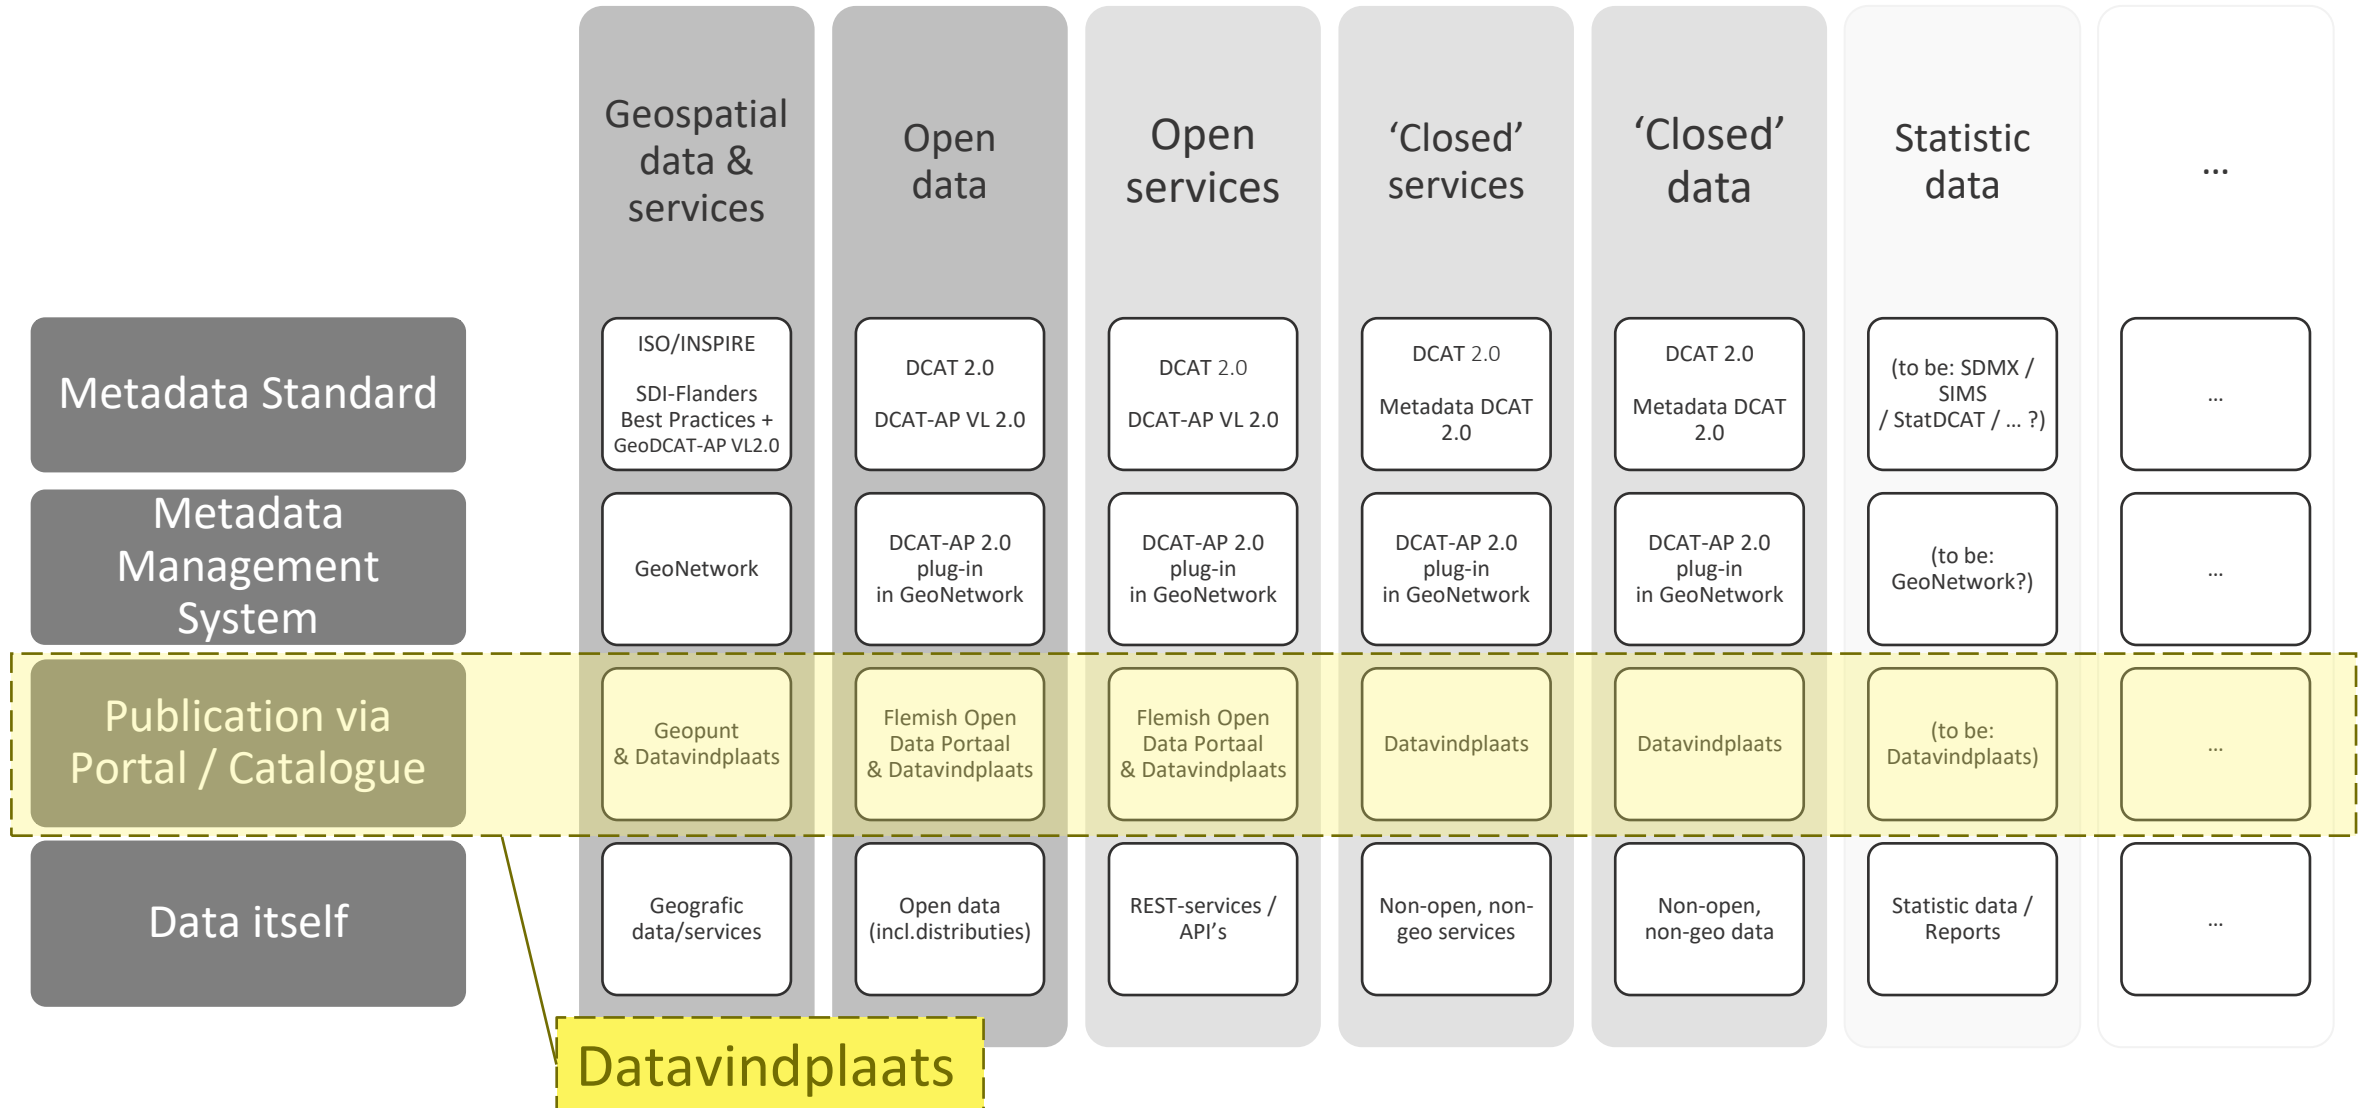 Geospatial
data &
services
Open
data
Open
services
‘Closed’
services
‘Closed’
data
Statistic
data
...
Metadata Standard
ISO/INSPIRE
SDI-Flanders
Best Practices +
GeoDCAT-AP VL2.0
DCAT 2.0
DCAT-AP VL 2.0
DCAT 2.0
DCAT-AP VL 2.0
DCAT 2.0
Metadata DCAT
2.0
DCAT 2.0
Metadata DCAT
2.0
(to be: SDMX /
SIMS
/ StatDCAT / ... ?)
...
Metadata
Management
System
GeoNetwork
DCAT-AP 2.0
plug-in
in GeoNetwork
DCAT-AP 2.0
plug-in
in GeoNetwork
DCAT-AP 2.0
plug-in
in GeoNetwork
DCAT-AP 2.0
plug-in
in GeoNetwork
(to be:
GeoNetwork?)
...
Publication via
Portal / Catalogue
Geopunt
& Datavindplaats
Flemish Open
Data Portaal
& Datavindplaats
Flemish Open
Data Portaal
& Datavindplaats
Datavindplaats
Datavindplaats
(to be:
Datavindplaats)
...
Data itself
Geografic
data/services
Open data
(incl.distributies)
REST-services /
API’s
Non-open, non-
geo services
Non-open,
non-geo data
Statistic data /
Reports
...
Datavindplaats